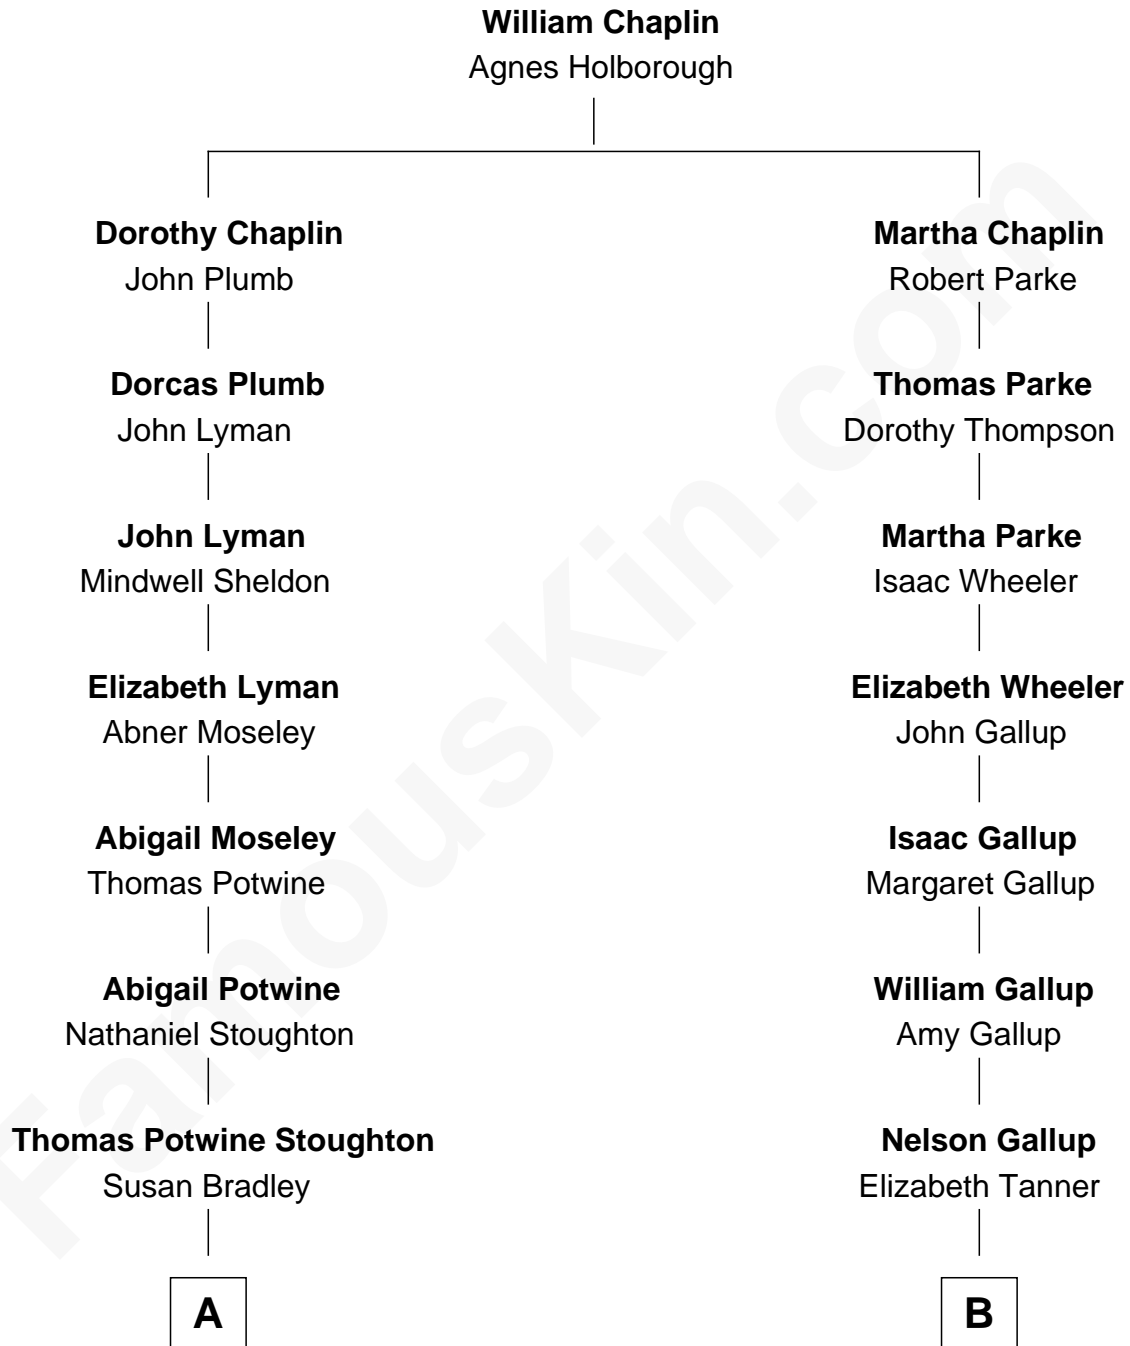 William Chaplin
Agnes Holborough
Dorothy Chaplin
John Plumb
Martha Chaplin
Robert Parke
Dorcas Plumb
John Lyman
Thomas Parke
Dorothy Thompson
John Lyman
Mindwell Sheldon
Martha Parke
Isaac Wheeler
Elizabeth Lyman
Abner Moseley
Elizabeth Wheeler
John Gallup
Abigail Moseley
Thomas Potwine
Isaac Gallup
Margaret Gallup
Abigail Potwine
Nathaniel Stoughton
William Gallup
Amy Gallup
Thomas Potwine Stoughton
Susan Bradley
Nelson Gallup
Elizabeth Tanner
A
B
FamousKin.com